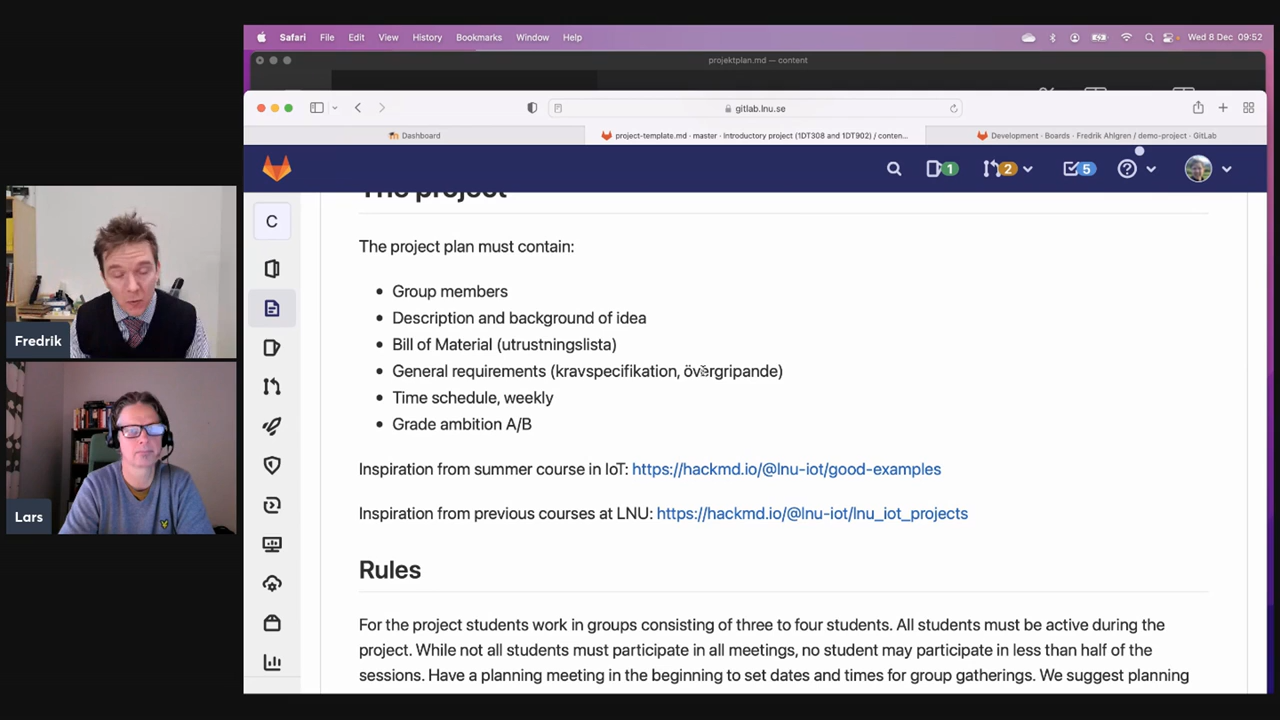 Safari File Edit View History Bookmarks Window Help Wed 8 Dec 09:52
projektplan.md — content
gitlab.lnu.se
Dashboard
project-template.md · master · Introductory project (1DT308 and 1DT902) / conten...
Development · Boards · Fredrik Ahlgren / demo-project · GitLab
1 2 5
C
The project
The project plan must contain:
Group members
Description and background of idea
Bill of Material (utrustningslista)
General requirements (kravspecifikation, övergripande)
Time schedule, weekly
Grade ambition A/B
Inspiration from summer course in IoT: https://hackmd.io/@lnu-iot/good-examples
Inspiration from previous courses at LNU: https://hackmd.io/@lnu-iot/lnu_iot_projects
Rules
For the project students work in groups consisting of three to four students. All students must be active during the
project. While not all students must participate in all meetings, no student may participate in less than half of the
sessions. Have a planning meeting in the beginning to set dates and times for group gatherings. We suggest planning
Fredrik
Lars